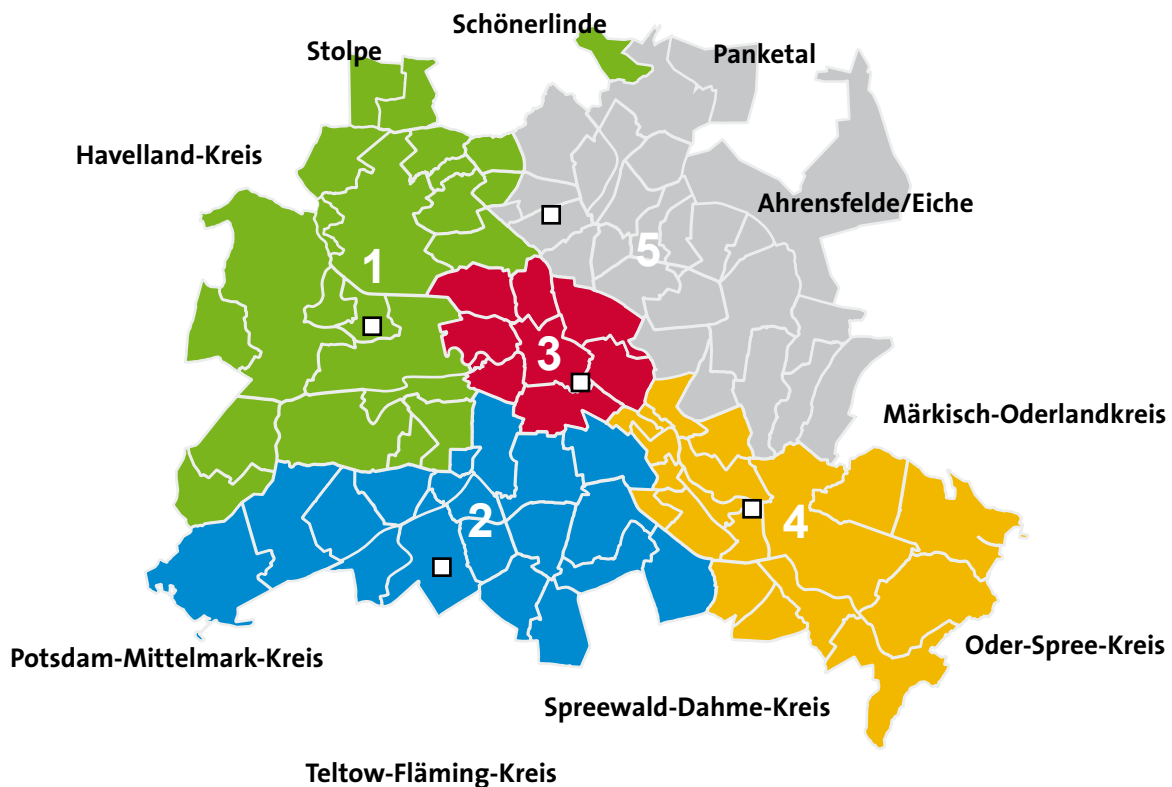 Schönerlinde
Stolpe
Panketal
Havelland-Kreis
Ahrensfelde/Eiche
5
1
3
Märkisch-Oderlandkreis
2
4
Potsdam-Mittelmark-Kreis
Oder-Spree-Kreis
Spreewald-Dahme-Kreis
Teltow-Fläming-Kreis